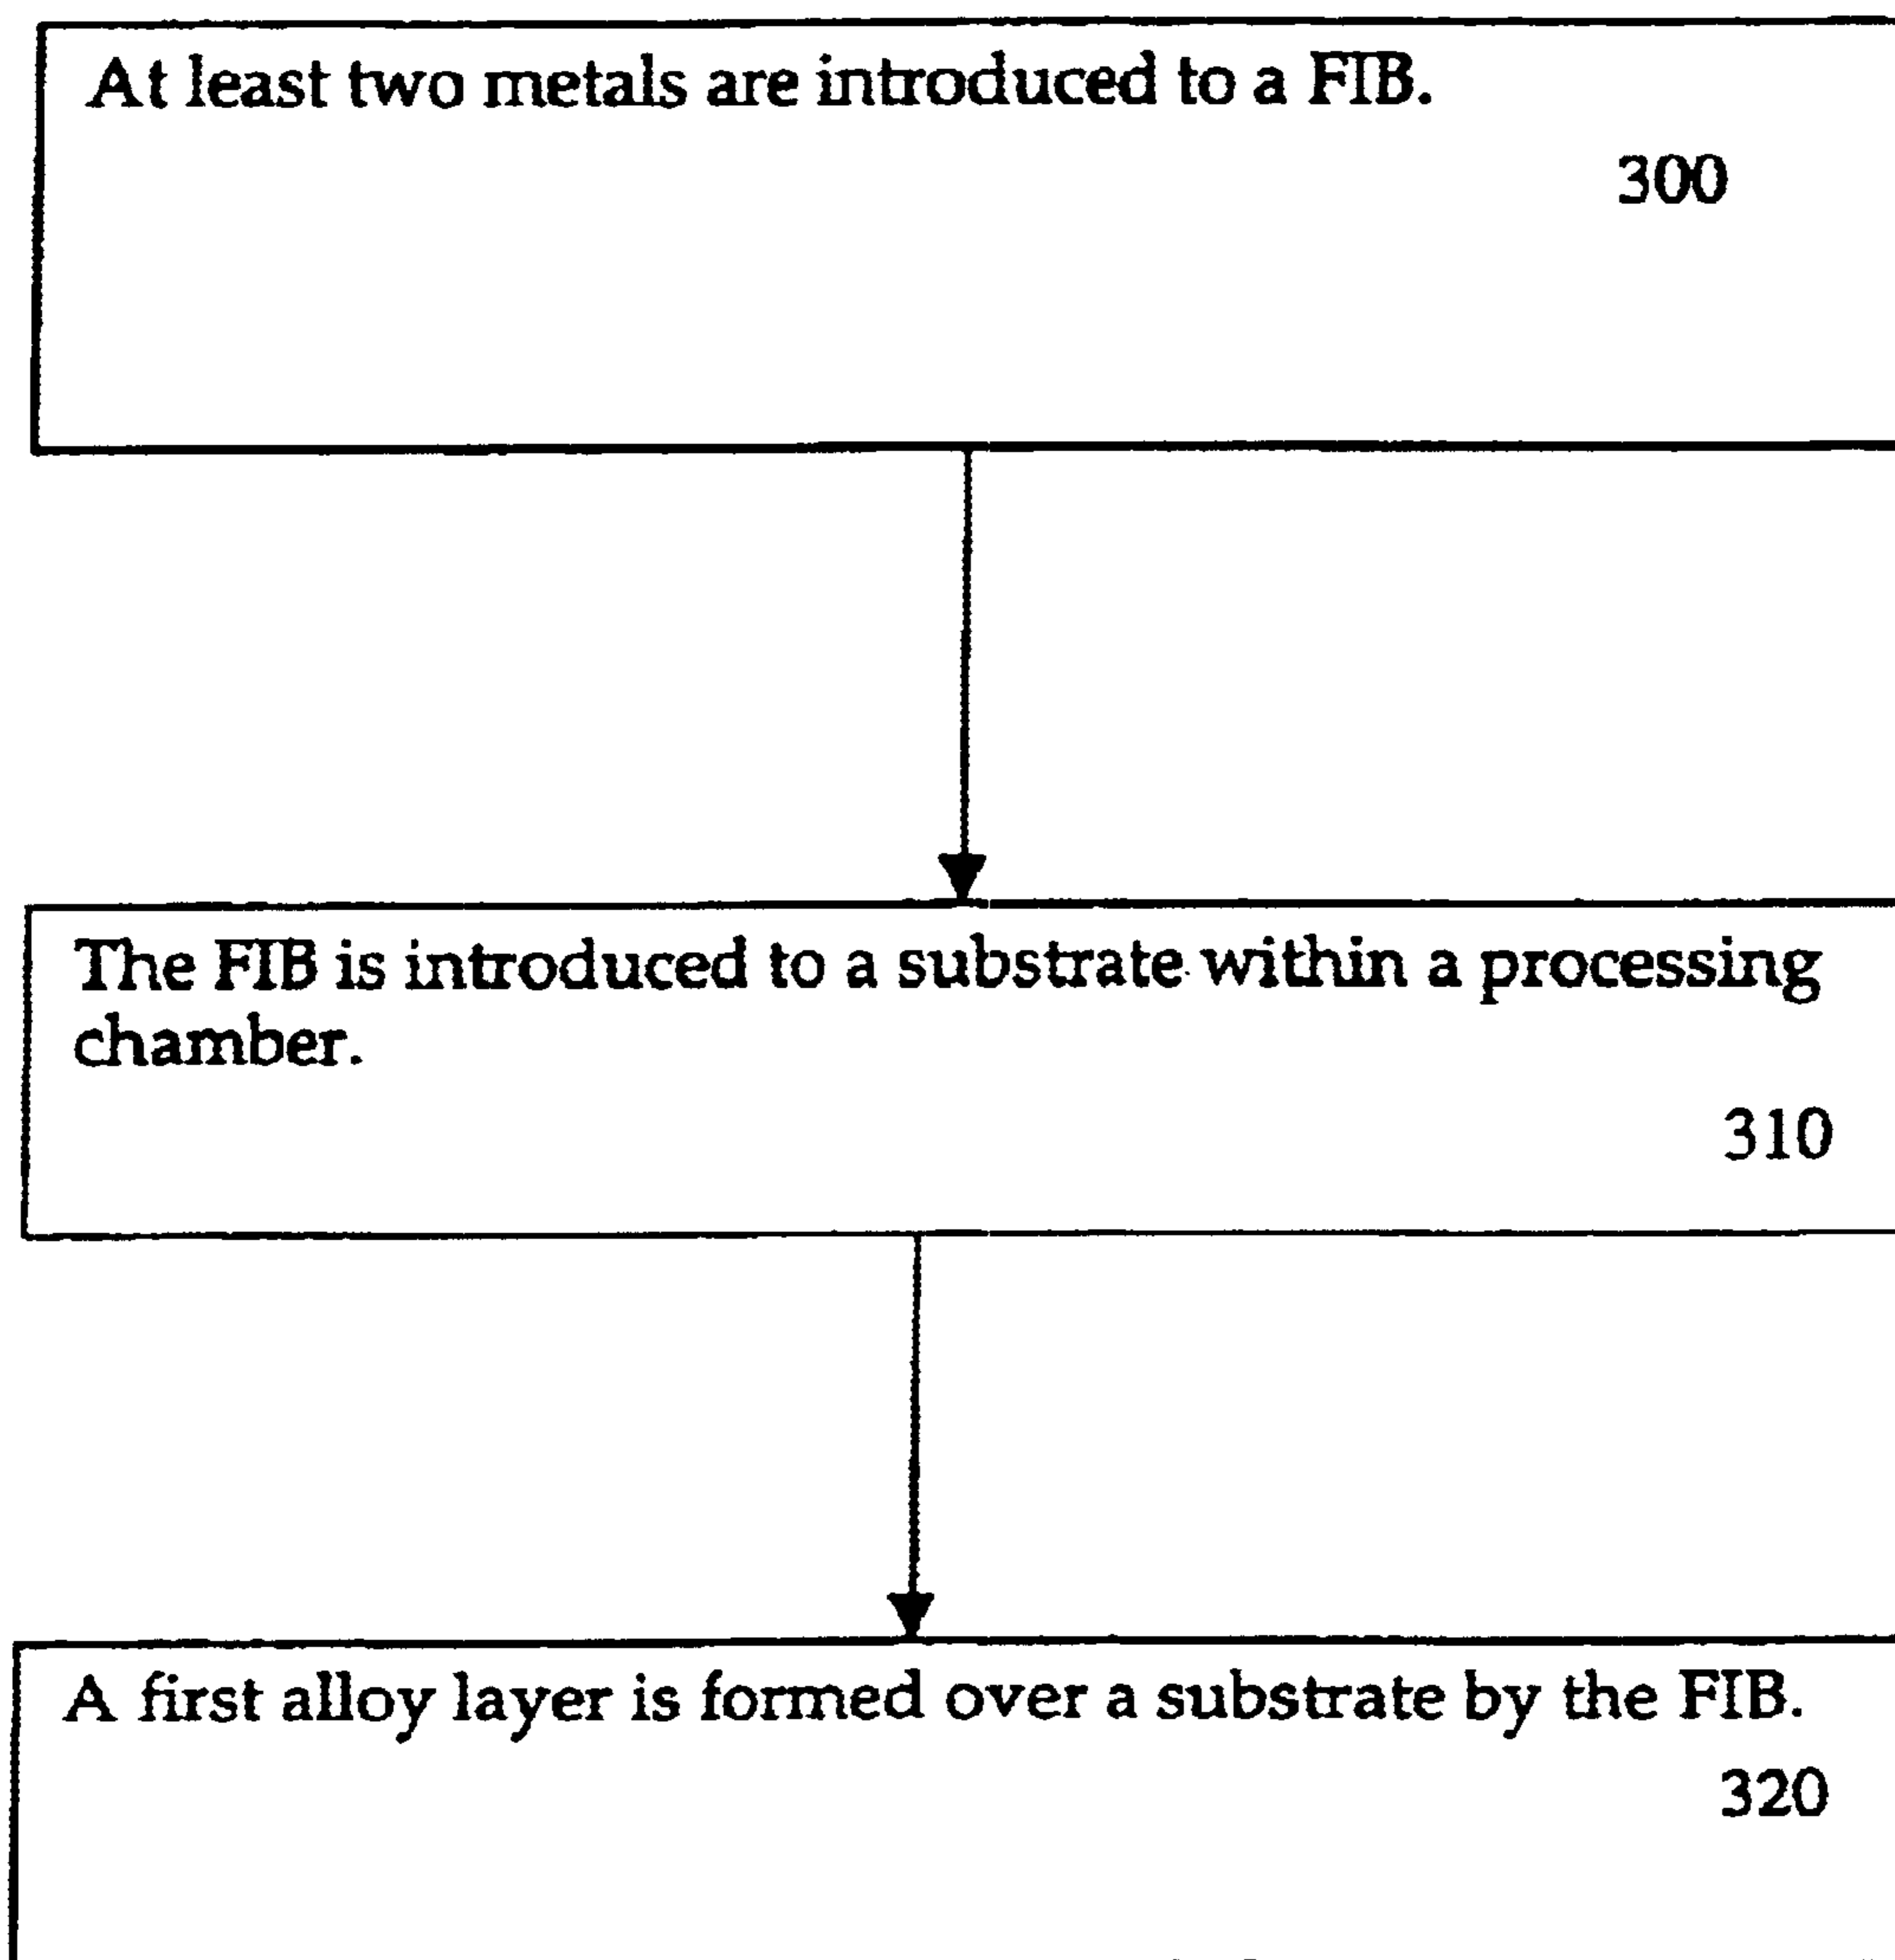 At least two metals are introduced to a FIB.
300
The FIB is introduced to a substrate within a processing
chamber.
310
A first alloy layer is formed over a substrate by the FIB.
320